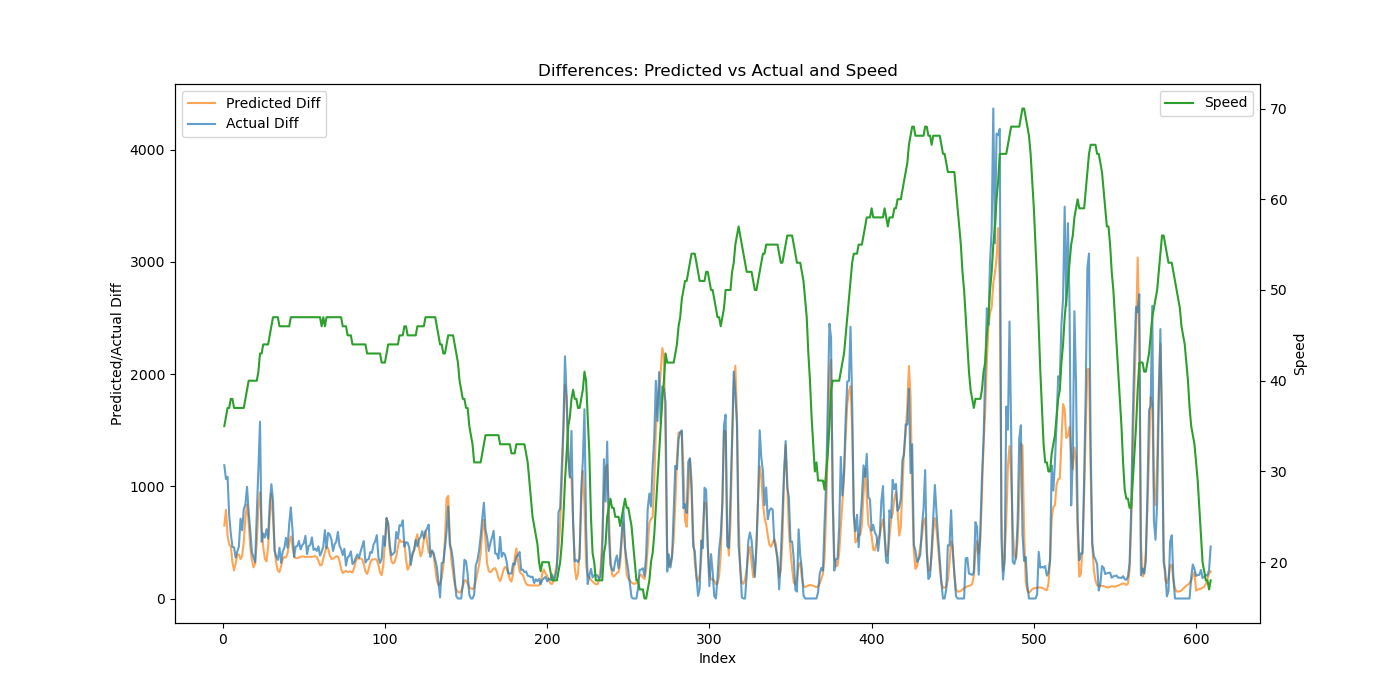 Differences: Predicted vs Actual and Speed
Predicted Diff
Actual Diff
Speed
4000
3000
2000
1000
0
Predicted/Actual Diff
70
60
50
40
30
20
Speed
0 100 200 300 400 500 600
Index